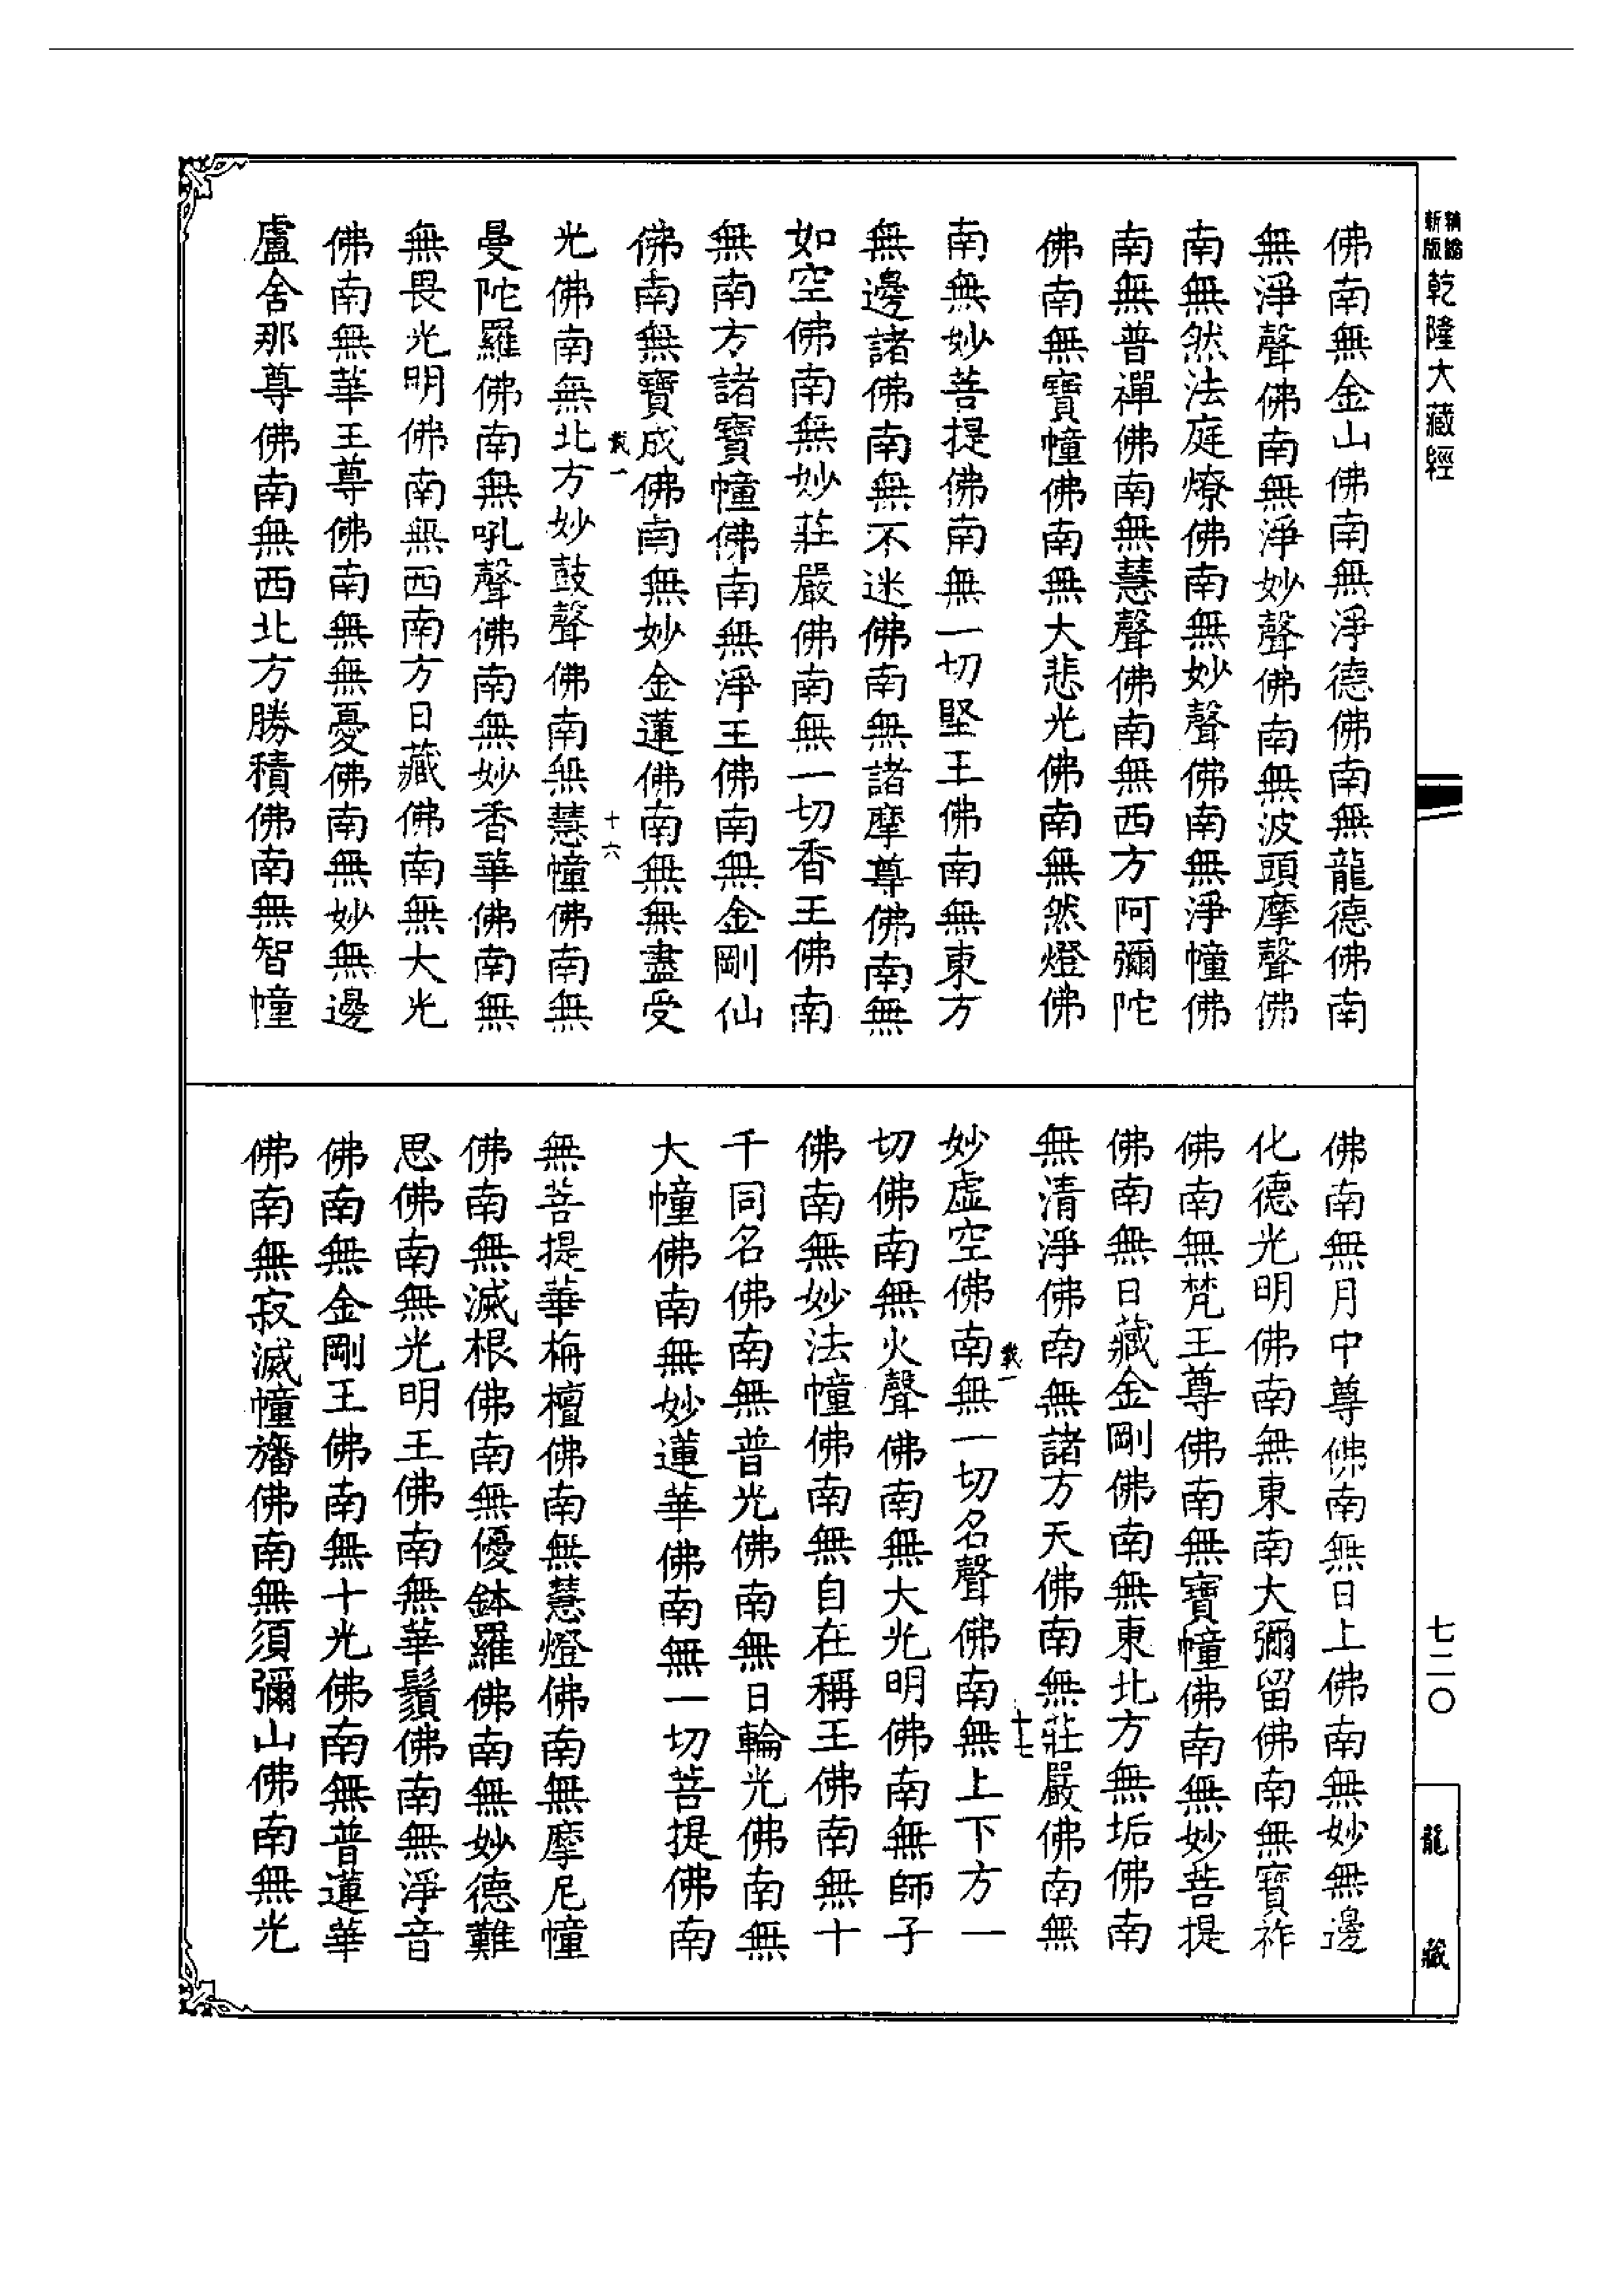 精縮新版
乾隆大藏經
七二〇
龍藏
佛南無金山佛南無淨德佛南無龍德佛南
無淨聲佛南無淨妙聲佛南無波頭摩聲佛
南無然法庭燎佛南無妙聲佛南無淨幢佛
南無普禪佛南無慧聲佛南無西方阿彌陀
佛南無寶幢佛南無大悲光佛南無然燈佛
南無妙菩提佛南無一切堅王佛南無東方
無邊諸佛南無不迷佛南無諸摩尊佛南無
如空佛南無妙莊嚴佛南無一切香王佛南
無南方諸寶幢佛南無淨王佛南無金剛仙
佛南無寶成佛南無妙金蓮佛南無無盡受
載一
十六
光佛南無北方妙鼓聲佛南無慧幢佛南無
曼陀羅佛南無吼聲佛南無妙香華佛南無
無畏光明佛南無西南方日藏佛南無大光
佛南無華王尊佛南無無憂佛南無妙無邊
盧舍那尊佛南無西北方勝積佛南無智幢
佛南無月中尊佛南無日上佛南無妙無邊
化德光明佛南無東南大彌留佛南無寶祚
佛南無梵王尊佛南無寶幢佛南無妙菩提
佛南無日藏金剛佛南無東北方無垢佛南
無清淨佛南無諸方天佛南無莊嚴佛南無
載一
十七
妙虛空佛南無一切名聲佛南無上下方一
切佛南無火聲佛南無大光明佛南無師子
佛南無妙法幢佛南無自在稱王佛南無十
千同名佛南無普光佛南無日輪光佛南無
大幢佛南無妙蓮華佛南無一切菩提佛南
無菩提華栴檀佛南無慧燈佛南無摩尼幢
佛南無滅根佛南無優鉢羅佛南無妙德難
思佛南無光明王佛南無華鬚佛南無淨音
佛南無金剛王佛南無十光佛南無普蓮華
佛南無寂滅幢旛佛南無須彌山佛南無光